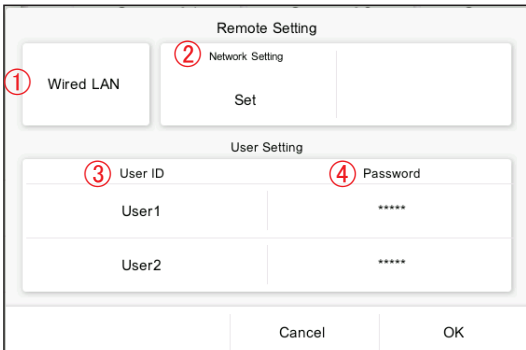 Remote Setting
① Wired LAN
② Network Setting
Set
User Setting
③ User ID
④ Password
User1
*****
User2
*****
Cancel
OK